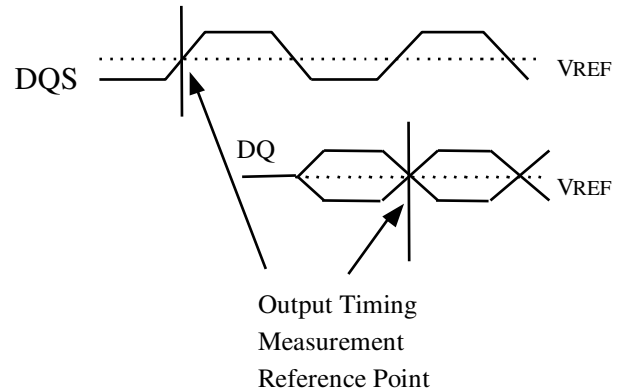 VREF
DQS
DQ
VREF
Output Timing
Measurement
Reference Point